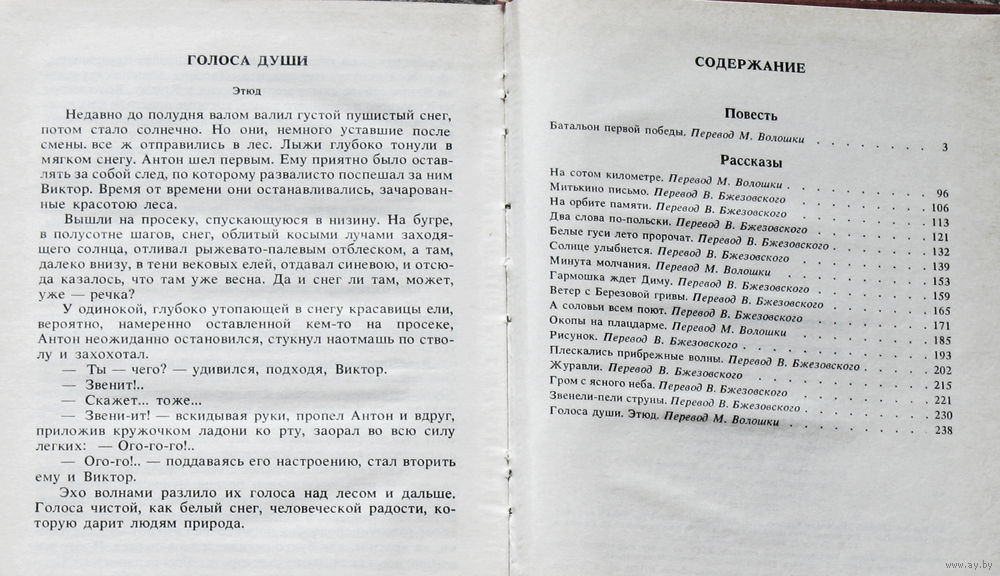 ГОЛОСА ДУШИ
Этюд
Недавно до полудня валом валил густой пушистый снег,
потом стало солнечно. Но они, немного уставшие после
смены. все ж отправились в лес. Лыжи глубоко тонули в
мягком снегу. Антон шел первым. Ему приятно было остав-
лять за собой след, по которому развалисто поспешал за ним
Виктор. Время от времени они останавливались, зачарован-
ные красотою леса.
Вышли на просеку, спускающуюся в низину. На бугре,
в полусотне шагов, снег, облитый косыми лунами заходя-
щего солнца, отливал рыжевато-палевым отблеском, а там,
далеко внизу, в тени вековых елей, отдавал синевою, и отсю-
да казалось, что там уже весна. Да и снег ли там, может,
уже — речка?
У одинокой, глубоко утопающей в снегу красавицы ели,
вероятно, намеренно оставленной кем-то на просеке,
Антон неожиданно остановился, стукнул наотмашь по ство-
лу и захохотал.
— Ты — чего? — удивился, подходя, Виктор.
— Звенит!..
— Скажет... тоже...
— Звени-ит! — вскидывая руки, пропел Антон и вдруг,
приложив кружочком ладони ко рту, заорал во всю силу
легких: — Ого-го-го!..
— Ого-го!.. — поддаваясь его настроению, стал вторить
ему и Виктор.
Эхо волнами разлило их голоса над лесом и дальше.
Голоса чистой, как белый снег, человеческой радости, ко-
торую дарит людям природа.
СОДЕРЖАНИЕ
Повесть
Батальон первой победы. Перевод М. Волошки . . . . . . . . 3
Рассказы
На сотом километре. Перевод М. Волошки . . . . . . . . 96
Митькино письмо. Перевод В. Бжезовского . . . . . . . . 106
На орбите памяти. Перевод В. Бжезовского . . . . . . . . 113
Два слова по-польски. Перевод В. Бжезовского . . . . . . . . 121
Белые гуси лето пророчат. Перевод В. Бжезовского . . . . . . . . 132
Солнце улыбнется. Перевод В. Бжезовского . . . . . . . . 139
Минута молчания. Перевод М. Волошки . . . . . . . . 153
Гармошка ждет Диму. Перевод В. Бжезовского . . . . . . . . 159
Ветер с Березовой гривы. Перевод В. Бжезовского . . . . . . . . 165
А соловьи всем поют. Перевод В. Бжезовского . . . . . . . . 171
Окопы на плацдарме. Перевод М. Волошки . . . . . . . . 185
Рисунок. Перевод В. Бжезовского . . . . . . . . 193
Плескались прибрежные волны. Перевод В. Бжезовского . . . . . . . . 202
Журавли. Перевод В. Бжезовского . . . . . . . . 215
Гром с ясного неба. Перевод В. Бжезовского . . . . . . . . 221
Звенели-пели струны. Перевод В. Бжезовского . . . . . . . . 230
Голоса души. Этюд. Перевод М. Волошки . . . . . . . . 238
www.ay.by